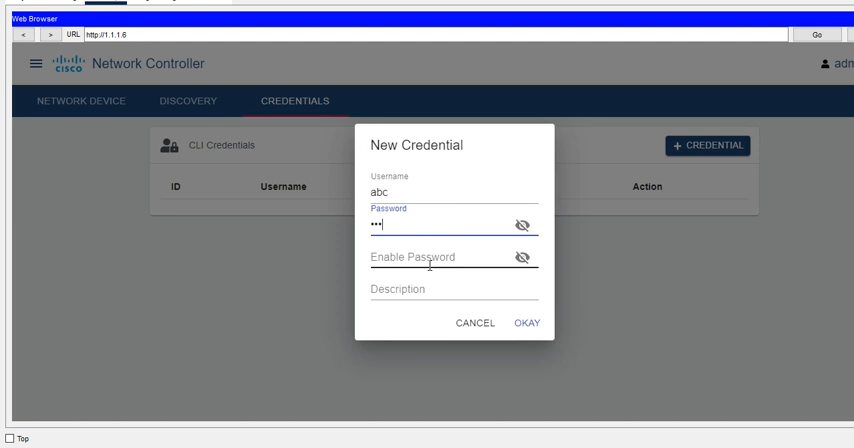 Web Browser
< > URL http://1.1.1.6 Go
CISCO Network Controller
NETWORK DEVICE DISCOVERY CREDENTIALS
CLI Credentials + CREDENTIAL
ID Username Action
New Credential
Username
abc
Password
•••
Enable Password
Description
CANCEL OKAY
Top